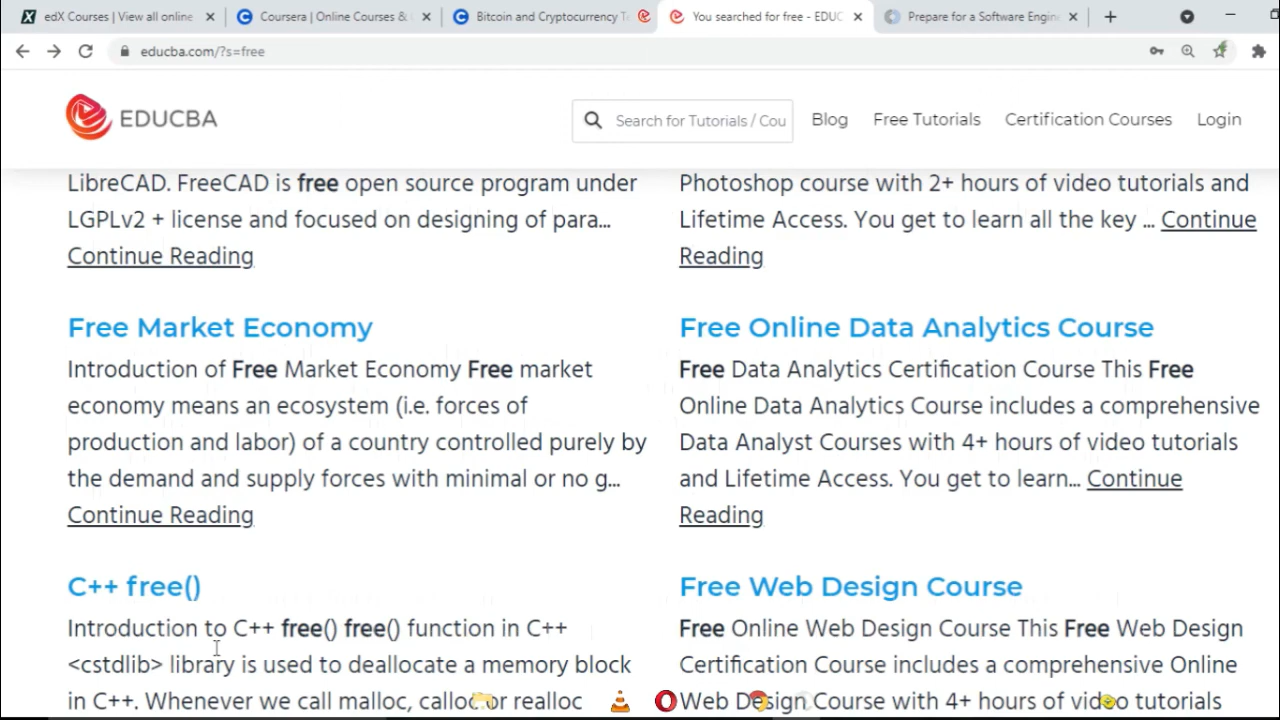 edX Courses | View all online
Coursera | Online Courses &
Bitcoin and Cryptocurrency T
You searched for free - EDUC
Prepare for a Software Engin
educba.com/?s=free
EDUCBA
Search for Tutorials / Cou
Blog
Free Tutorials
Certification Courses
Login
LibreCAD. FreeCAD is free open source program under
LGPLv2 + license and focused on designing of para...
Continue Reading
Photoshop course with 2+ hours of video tutorials and
Lifetime Access. You get to learn all the key ... Continue
Reading
Free Market Economy
Introduction of Free Market Economy Free market
economy means an ecosystem (i.e. forces of
production and labor) of a country controlled purely by
the demand and supply forces with minimal or no g...
Continue Reading
Free Online Data Analytics Course
Free Data Analytics Certification Course This Free
Online Data Analytics Course includes a comprehensive
Data Analyst Courses with 4+ hours of video tutorials
and Lifetime Access. You get to learn... Continue
Reading
C++ free()
Introduction to C++ free() free() function in C++
<cstdlib> library is used to deallocate a memory block
in C++. Whenever we call malloc, calloc or realloc
Free Web Design Course
Free Online Web Design Course This Free Web Design
Certification Course includes a comprehensive Online
Web Design Course with 4+ hours of video tutorials